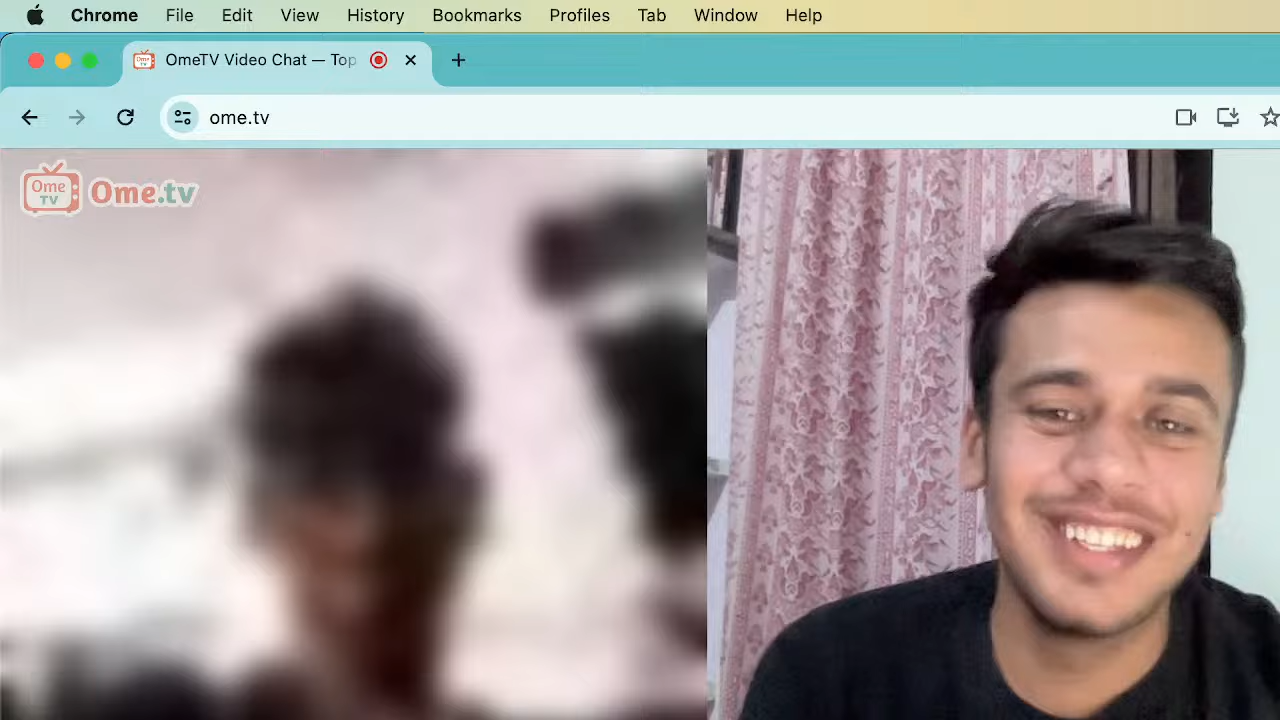 Chrome File Edit View History Bookmarks Profiles Tab Window Help
OmeTV Video Chat — Top
ome.tv
Ome TV Ome.tv